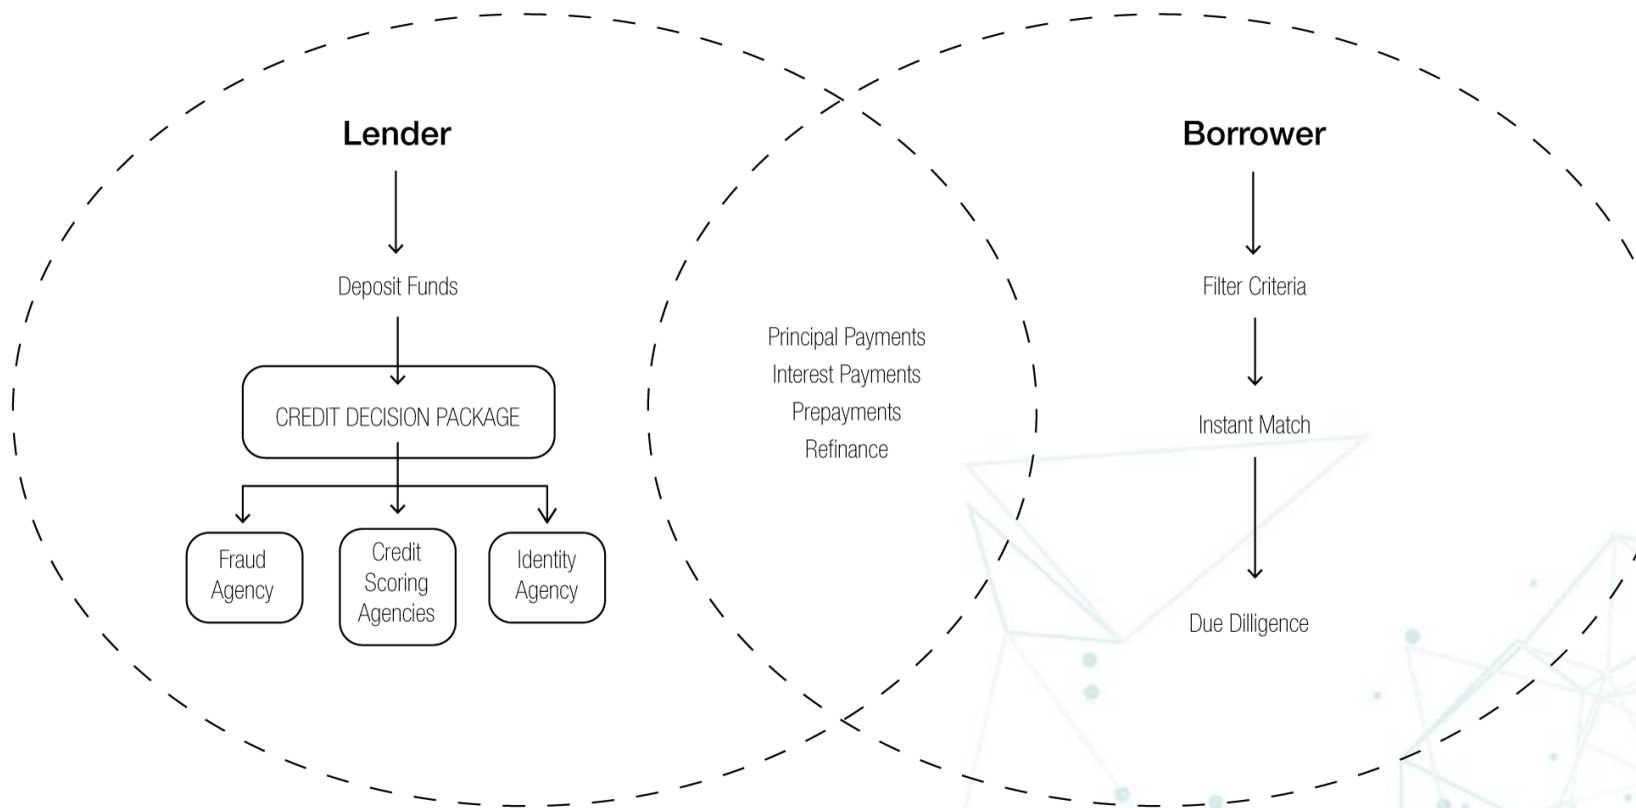 Lender
Deposit Funds
CREDIT DECISION PACKAGE
Fraud
Agency
Credit
Scoring
Agencies
Identity
Agency
Principal Payments
Interest Payments
Prepayments
Refinance
Borrower
Filter Criteria
Instant Match
Due Dilligence